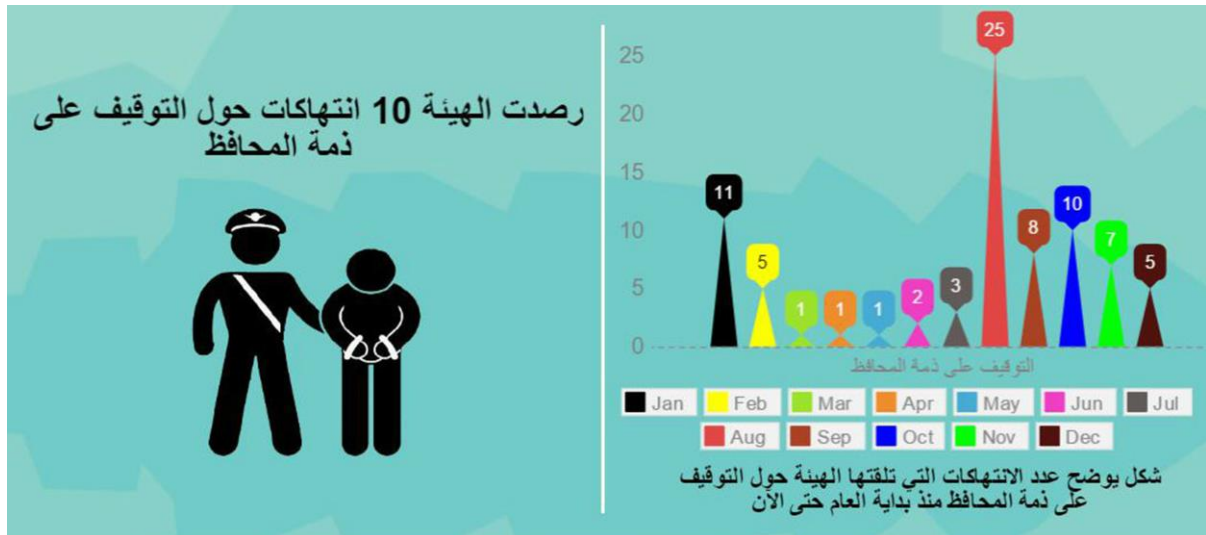 رصدت الهيئة 10 انتهاكات حول التوقيف على
ذمة المحافظ
25
20
15
10
5
0
11
5
1
1
1
2
3
25
8
10
7
5
التوقيف على ذمة المحافظ
Jan Feb Mar Apr May Jun Jul
Aug Sep Oct Nov Dec
شكل يوضح عدد الانتهاكات التي تلقتها الهيئة حول التوقيف
على ذمة المحافظ منذ بداية العام حتى الآن